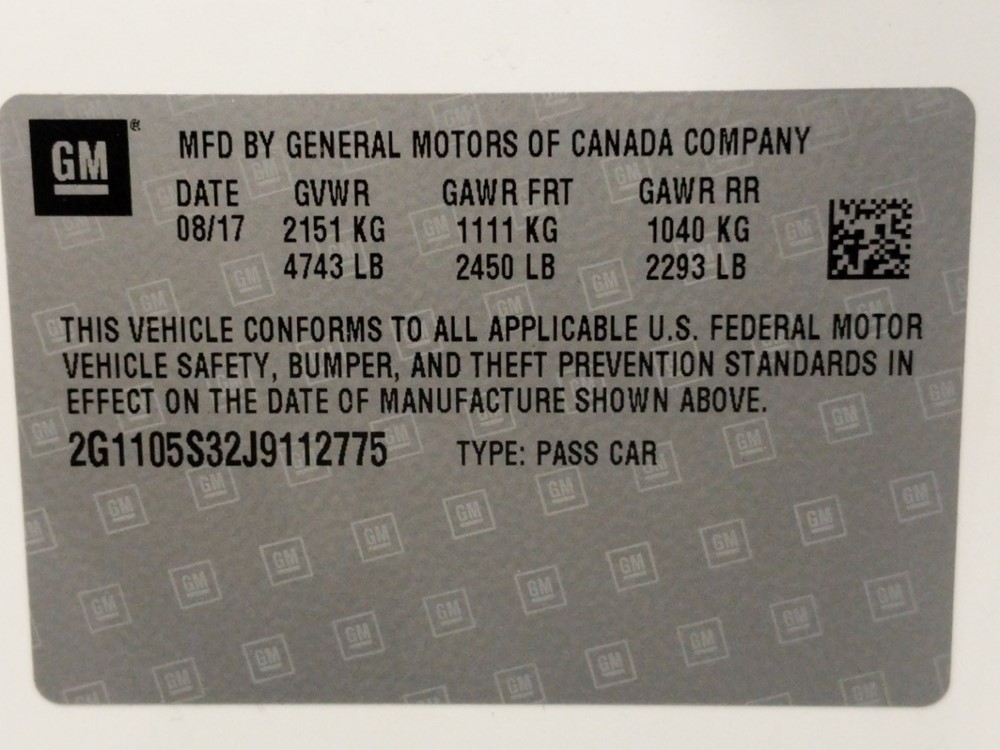 GM®
MFD BY GENERAL MOTORS OF CANADA COMPANY
DATE GVWR GAWR FRT GAWR RR
08/17 2151 KG 1111 KG 1040 KG
4743 LB 2450 LB 2293 LB
THIS VEHICLE CONFORMS TO ALL APPLICABLE U.S. FEDERAL MOTOR
VEHICLE SAFETY, BUMPER, AND THEFT PREVENTION STANDARDS IN
EFFECT ON THE DATE OF MANUFACTURE SHOWN ABOVE.
2G1105S32J9112775 TYPE: PASS CAR